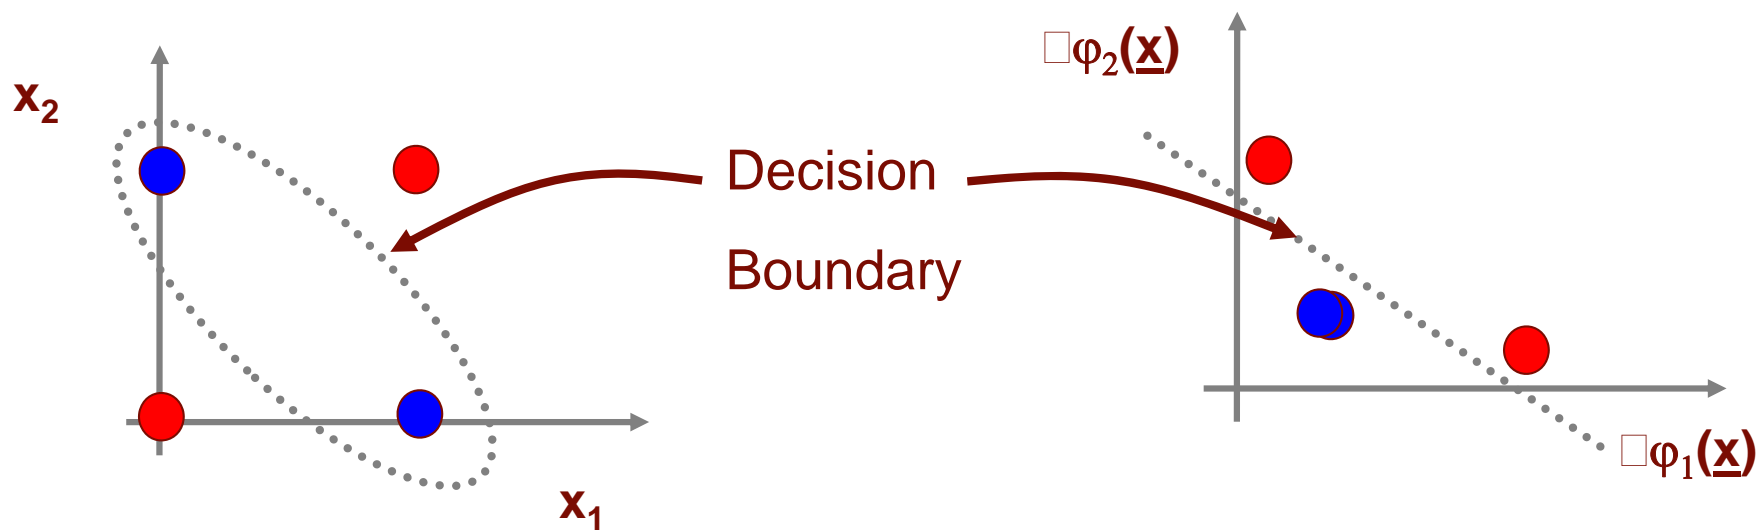 x₂
Decision
Boundary
x₁
□φ₂(x)
□φ₁(x)